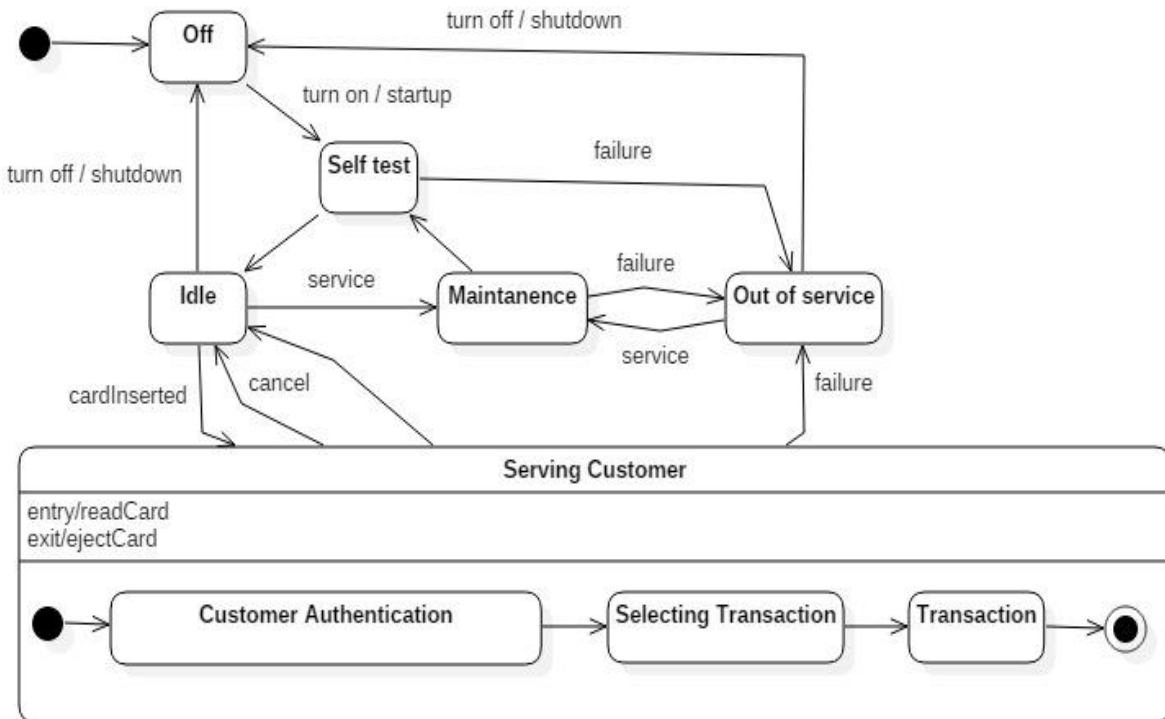 turn off / shutdown
Off
turn on / startup
failure
Self test
turn off / shutdown
failure
service
Idle
Maintanence
Out of service
service
cancel
failure
cardInserted
Serving Customer
entry/readCard
exit/ejectCard
Customer Authentication
Selecting Transaction
Transaction